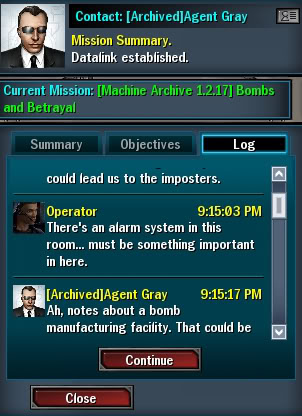 Contact: [Archived]Agent Gray
Mission Summary.
Datalink established.
Current Mission: [Machine Archive 1.2.17] Bombs
and Betrayal
Summary
Objectives
Log
could lead us to the imposters.
Operator 9:15:03 PM
There's an alarm system in this
room... must be something important
in here.
[Archived]Agent Gray 9:15:17 PM
Ah, notes about a bomb
manufacturing facility. That could be
Continue
Close